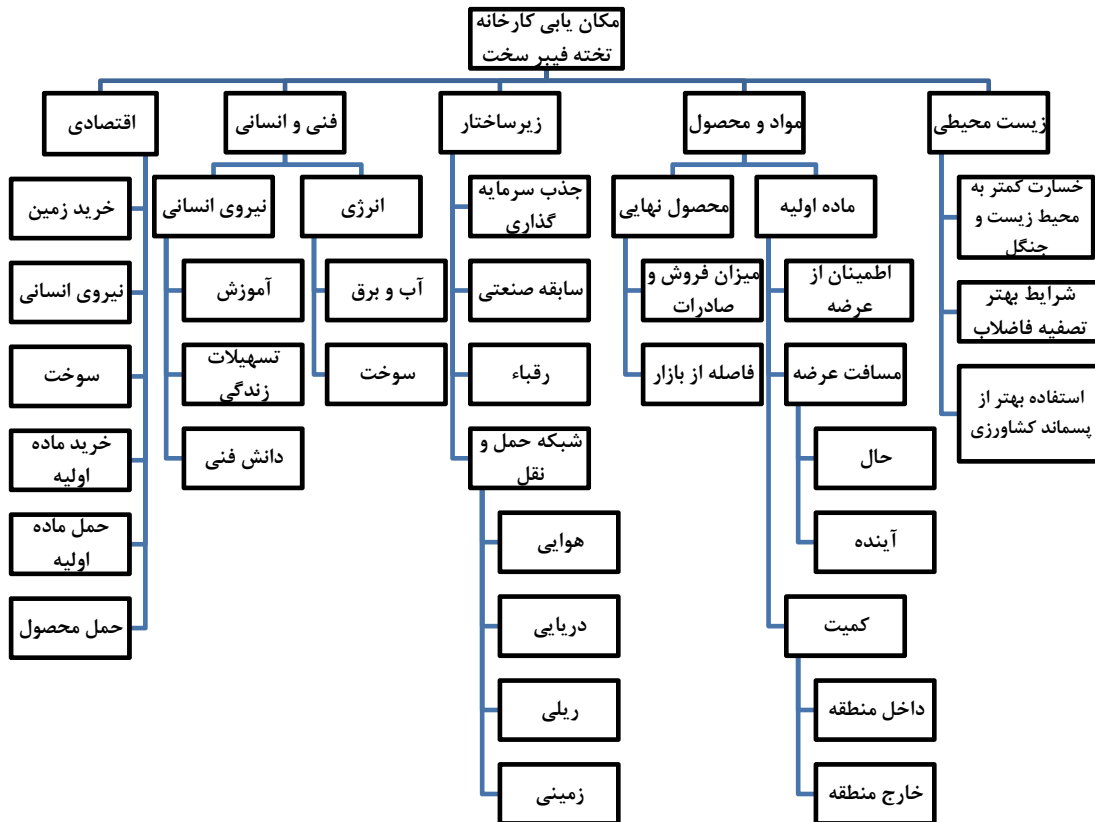 مکان یابی کارخانه
تخته فیبر سخت
زیست محیطی
خسارت کمتر به
محیط زیست و
جنگل
شرایط بهتر
تصفیه فاضلاب
استفاده بهتر از
پسماند کشاورزی
مواد و محصول
ماده اولیه
اطمینان از
عرضه
مسافت عرضه
حال
آینده
کمیت
داخل منطقه
خارج منطقه
محصول نهایی
میزان فروش و
صادرات
فاصله از بازار
زیرساختار
جذب سرمایه
گذاری
سابقه صنعتی
رقباء
شبکه حمل و
نقل
هوایی
دریایی
ریلی
زمینی
فنی و انسانی
انرژی
آب و برق
سوخت
نیروی انسانی
آموزش
تسهیلات
زندگی
دانش فنی
اقتصادی
خرید زمین
نیروی انسانی
سوخت
خرید ماده
اولیه
حمل ماده
اولیه
حمل محصول